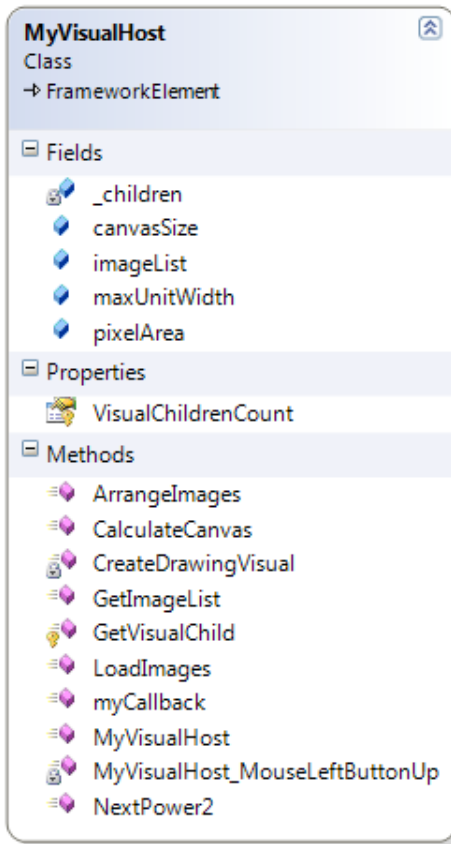 MyVisualHost
Class
FrameworkElement
Fields
_children
canvasSize
imageList
maxUnitWidth
pixelArea
Properties
VisualChildrenCount
Methods
ArrangeImages
CalculateCanvas
CreateDrawingVisual
GetImageList
GetVisualChild
LoadImages
myCallback
MyVisualHost
MyVisualHost_MouseLeftButtonUp
NextPower2